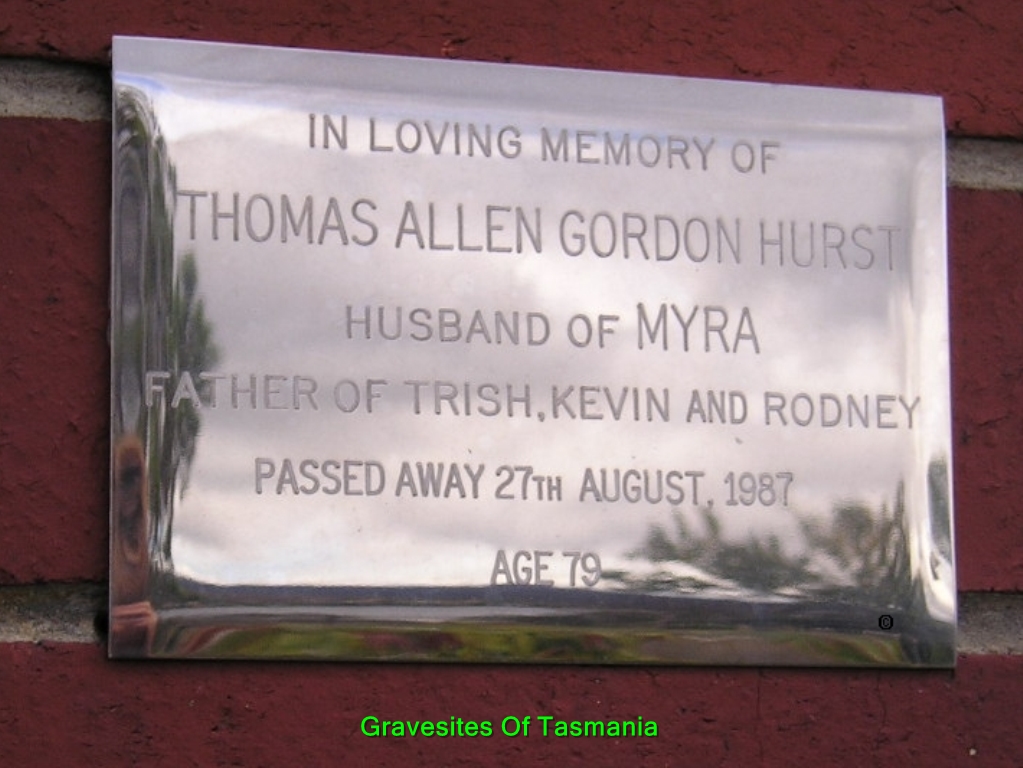 IN LOVING MEMORY OF
THOMAS ALLEN GORDON HURST
HUSBAND OF MYRA
FATHER OF TRISH, KEVIN AND RODNEY
PASSED AWAY 27TH AUGUST, 1987
AGE 79
©
Gravesites Of Tasmania